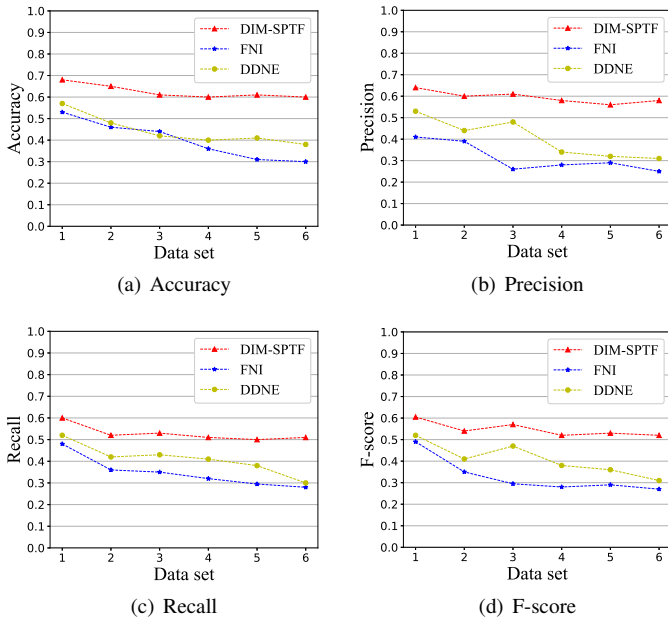 1.0
0.9
0.8
0.7
0.6
0.5
0.4
0.3
0.2
0.1
0.0
Accuracy
DIM-SPTF
FNI
DDNE
1 2 3 4 5 6
Data set
(a) Accuracy
1.0
0.9
0.8
0.7
0.6
0.5
0.4
0.3
0.2
0.1
0.0
Precision
DIM-SPTF
FNI
DDNE
1 2 3 4 5 6
Data set
(b) Precision
1.0
0.9
0.8
0.7
0.6
0.5
0.4
0.3
0.2
0.1
0.0
Recall
DIM-SPTF
FNI
DDNE
1 2 3 4 5 6
Data set
(c) Recall
1.0
0.9
0.8
0.7
0.6
0.5
0.4
0.3
0.2
0.1
0.0
F-score
DIM-SPTF
FNI
DDNE
1 2 3 4 5 6
Data set
(d) F-score